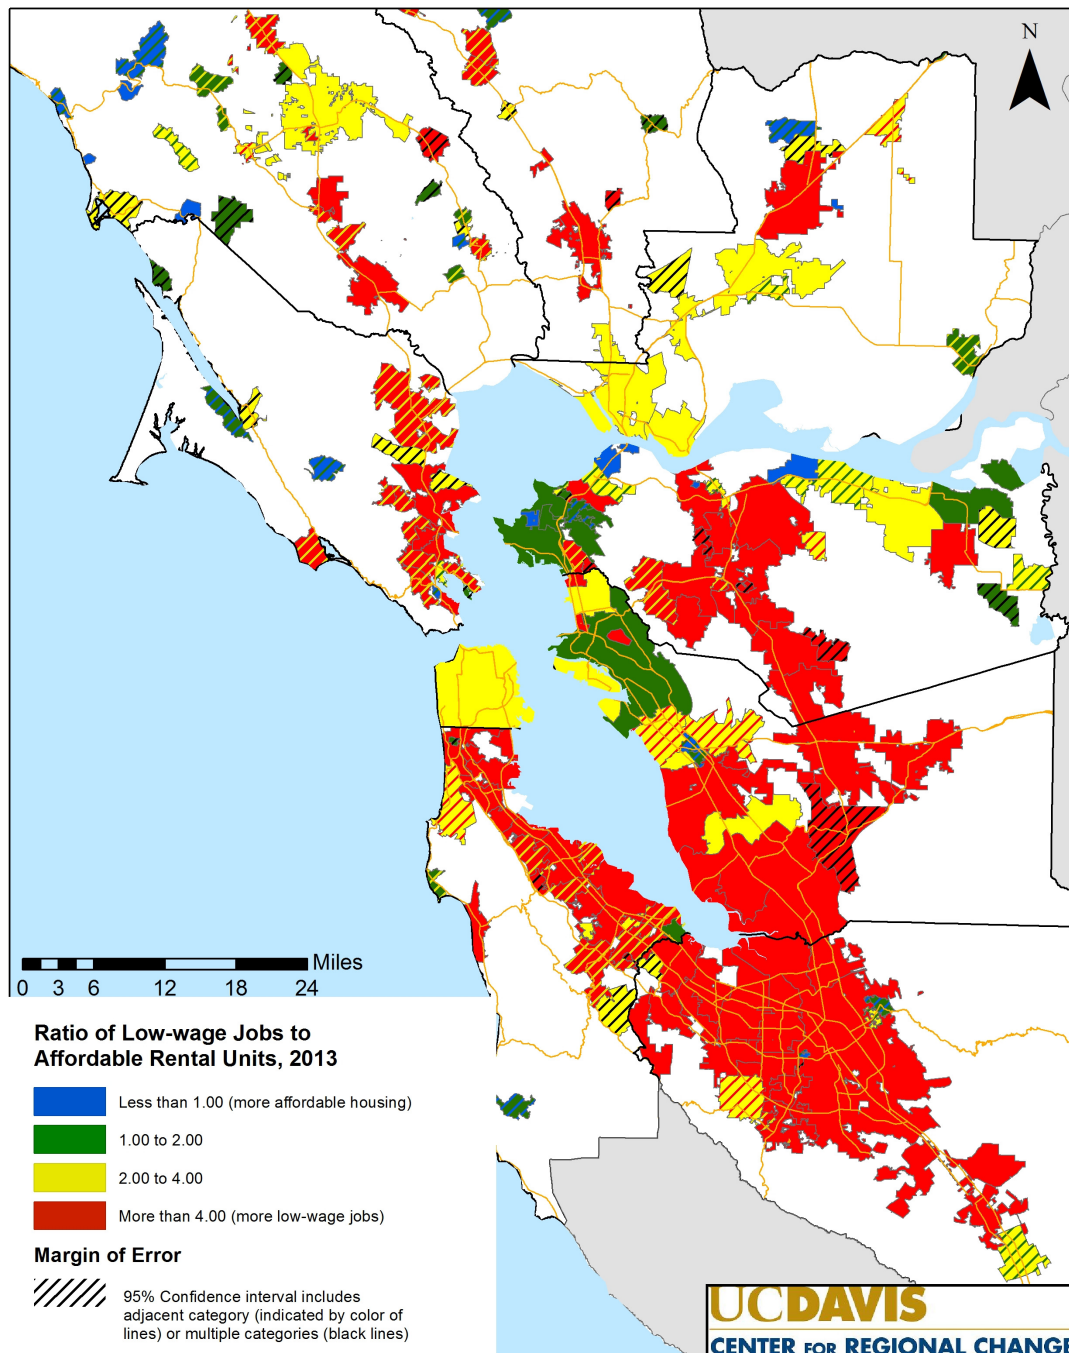 N
Miles
0 3 6 12 18 24
Ratio of Low-wage Jobs to
Affordable Rental Units, 2013
Less than 1.00 (more affordable housing)
1.00 to 2.00
2.00 to 4.00
More than 4.00 (more low-wage jobs)
Margin of Error
95% Confidence interval includes
adjacent category (indicated by color of
lines) or multiple categories (black lines)
UCDAVIS
CENTER FOR REGIONAL CHANGE